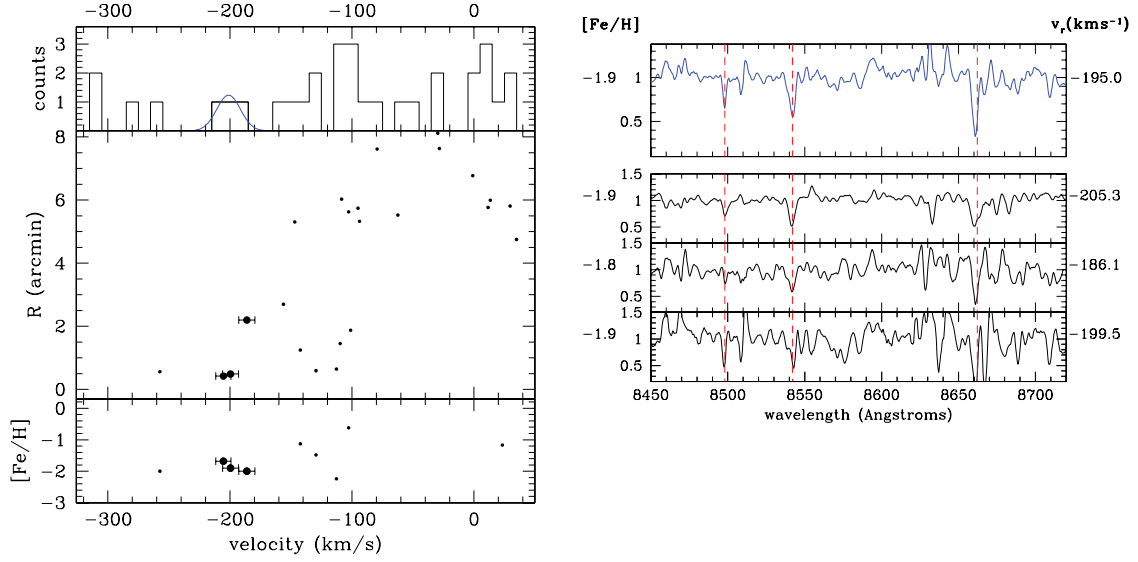 −300 −200 −100 0
counts
3
2
1
R (arcmin)
8
6
4
2
0
[Fe/H]
0
−1
−2
−3
−300 −200 −100 0
velocity (km/s)
[Fe/H] v_r(kms⁻¹)
−1.9 1 0.5 −195.0
1.5
−1.9 1 −205.3
0.5
1.5
−1.8 1 −186.1
0.5
1.5
−1.9 1 −199.5
0.5
8450 8500 8550 8600 8650 8700
wavelength (Angstroms)